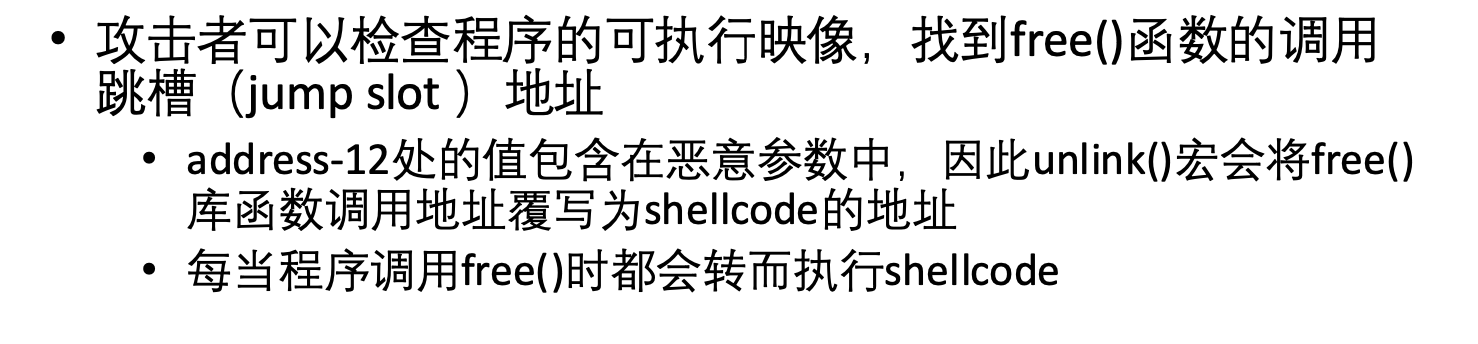 • 攻击者可以检查程序的可执行映像，找到free()函数的调用
跳槽（jump slot ）地址
• address-12处的值包含在恶意参数中，因此unlink()宏会将free()
库函数调用地址覆写为shellcode的地址
• 每当程序调用free()时都会转而执行shellcode